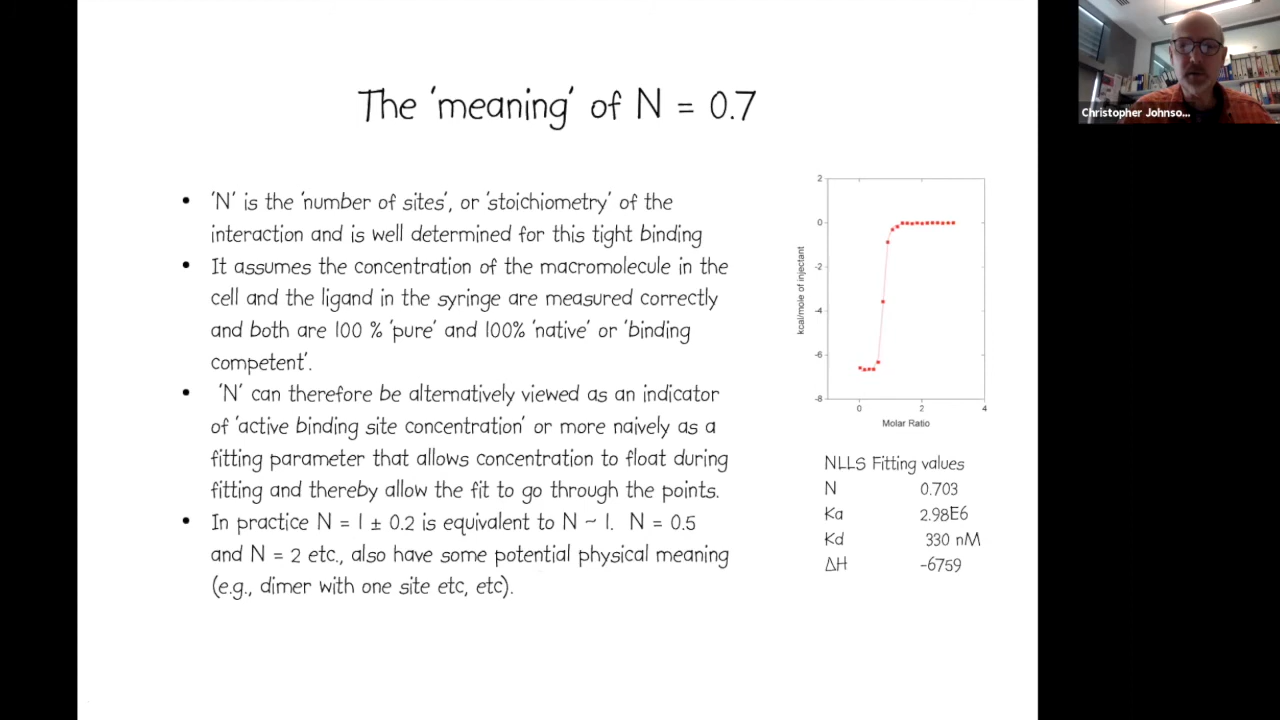 The 'meaning' of N = 0.7
• 'N' is the 'number of sites', or 'stoichiometry' of the
interaction and is well determined for this tight binding
• It assumes the concentration of the macromolecule in the
cell and the ligand in the syringe are measured correctly
and both are 100 % 'pure' and 100% 'native' or 'binding
competent'.
• 'N' can therefore be alternatively viewed as an indicator
of 'active binding site concentration' or more naively as a
fitting parameter that allows concentration to float during
fitting and thereby allow the fit to go through the points.
• In practice N = 1 ± 0.2 is equivalent to N ~ 1. N = 0.5
and N = 2 etc., also have some potential physical meaning
(e.g., dimer with one site etc, etc).
kcal/mole of injectant
2
0
-2
-4
-6
-8
0 2 4
Molar Ratio
NLLS Fitting values
N 0.703
Ka 2.98E6
Kd 330 nM
ΔH -6759
Christopher Johnso...